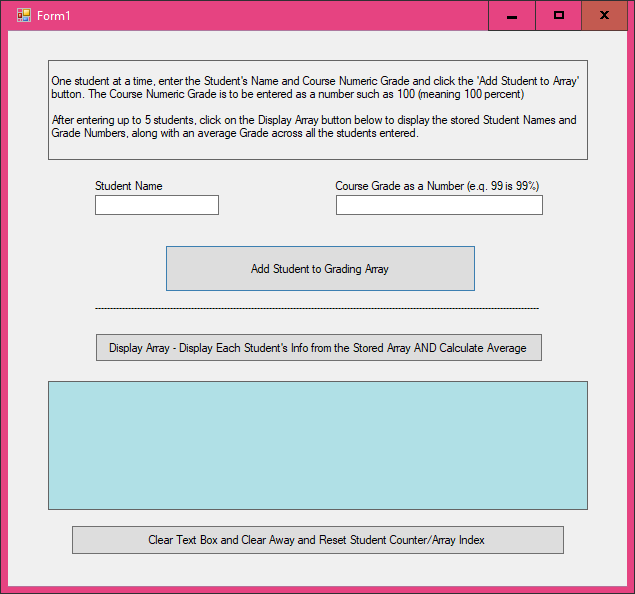 Form1
One student at a time, enter the Student's Name and Course Numeric Grade and click the 'Add Student to Array'
button. The Course Numeric Grade is to be entered as a number such as 100 (meaning 100 percent)
After entering up to 5 students, click on the Display Array button below to display the stored Student Names and
Grade Numbers, along with an average Grade across all the students entered.
Student Name
Course Grade as a Number (e.q. 99 is 99%)
Add Student to Grading Array
Display Array - Display Each Student's Info from the Stored Array AND Calculate Average
Clear Text Box and Clear Away and Reset Student Counter/Array Index